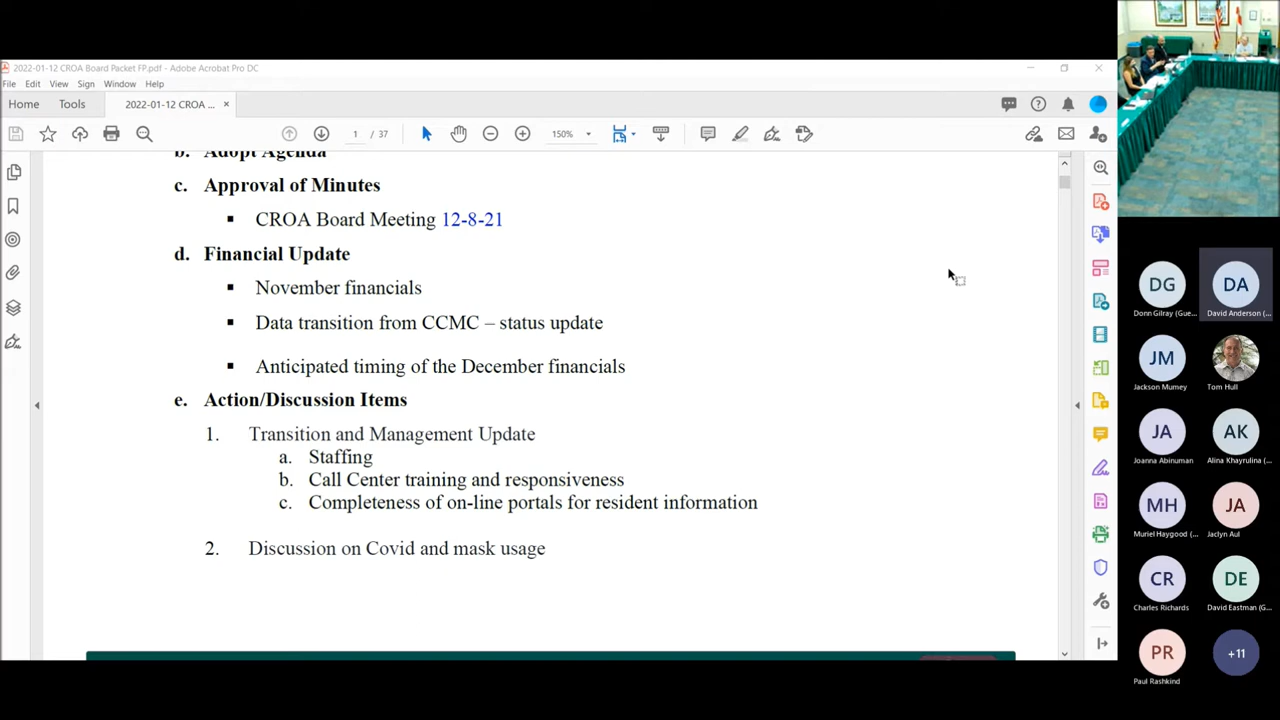 2022-01-12 CROA Board Packet FP.pdf - Adobe Acrobat Pro DC
File Edit View Sign Window Help
Home Tools 2022-01-12 CROA ... ×
1 / 37 150%
b. Adopt Agenda
c. Approval of Minutes
▪ CROA Board Meeting 12-8-21
d. Financial Update
▪ November financials
▪ Data transition from CCMC – status update
▪ Anticipated timing of the December financials
e. Action/Discussion Items
1. Transition and Management Update
a. Staffing
b. Call Center training and responsiveness
c. Completeness of on-line portals for resident information
2. Discussion on Covid and mask usage
DG DA
Donn Gilray (Gue... David Anderson (...
JM
Jackson Mumey Tom Hull
JA AK
Joanna Abinuman Alina Khayrulina (...
MH JA
Muriel Haygood (... Jaclyn Aul
CR DE
Charles Richards David Eastman (G...
PR +11
Paul Rashkind